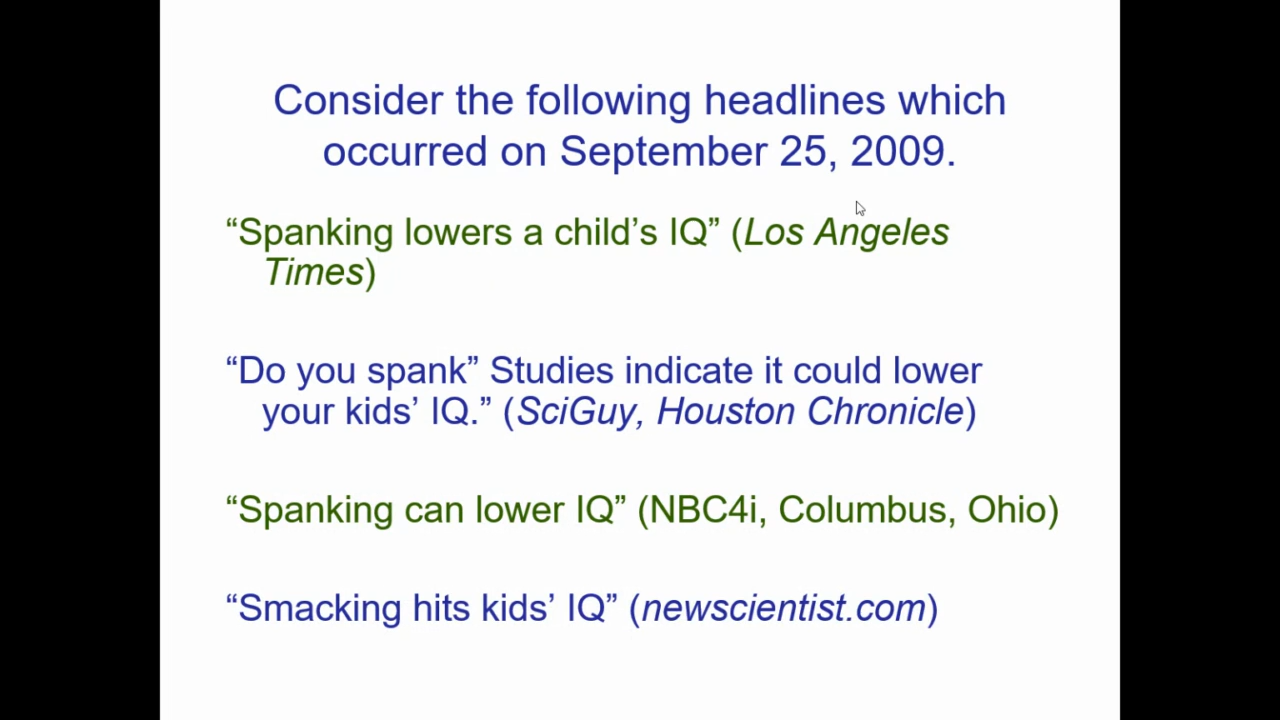 Consider the following headlines which
occurred on September 25, 2009.
“Spanking lowers a child’s IQ” (Los Angeles
Times)
“Do you spank” Studies indicate it could lower
your kids’ IQ.” (SciGuy, Houston Chronicle)
“Spanking can lower IQ” (NBC4i, Columbus, Ohio)
“Smacking hits kids’ IQ” (newscientist.com)